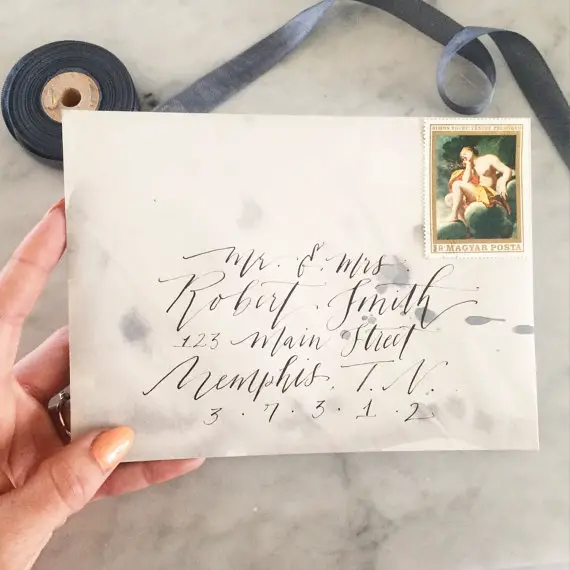 MAGYAR POSTA
Mr. & Mrs.
Robert. Smith
123 Main Street
Memphis, T. N.
3 · 7 · 3 · 1 · 2